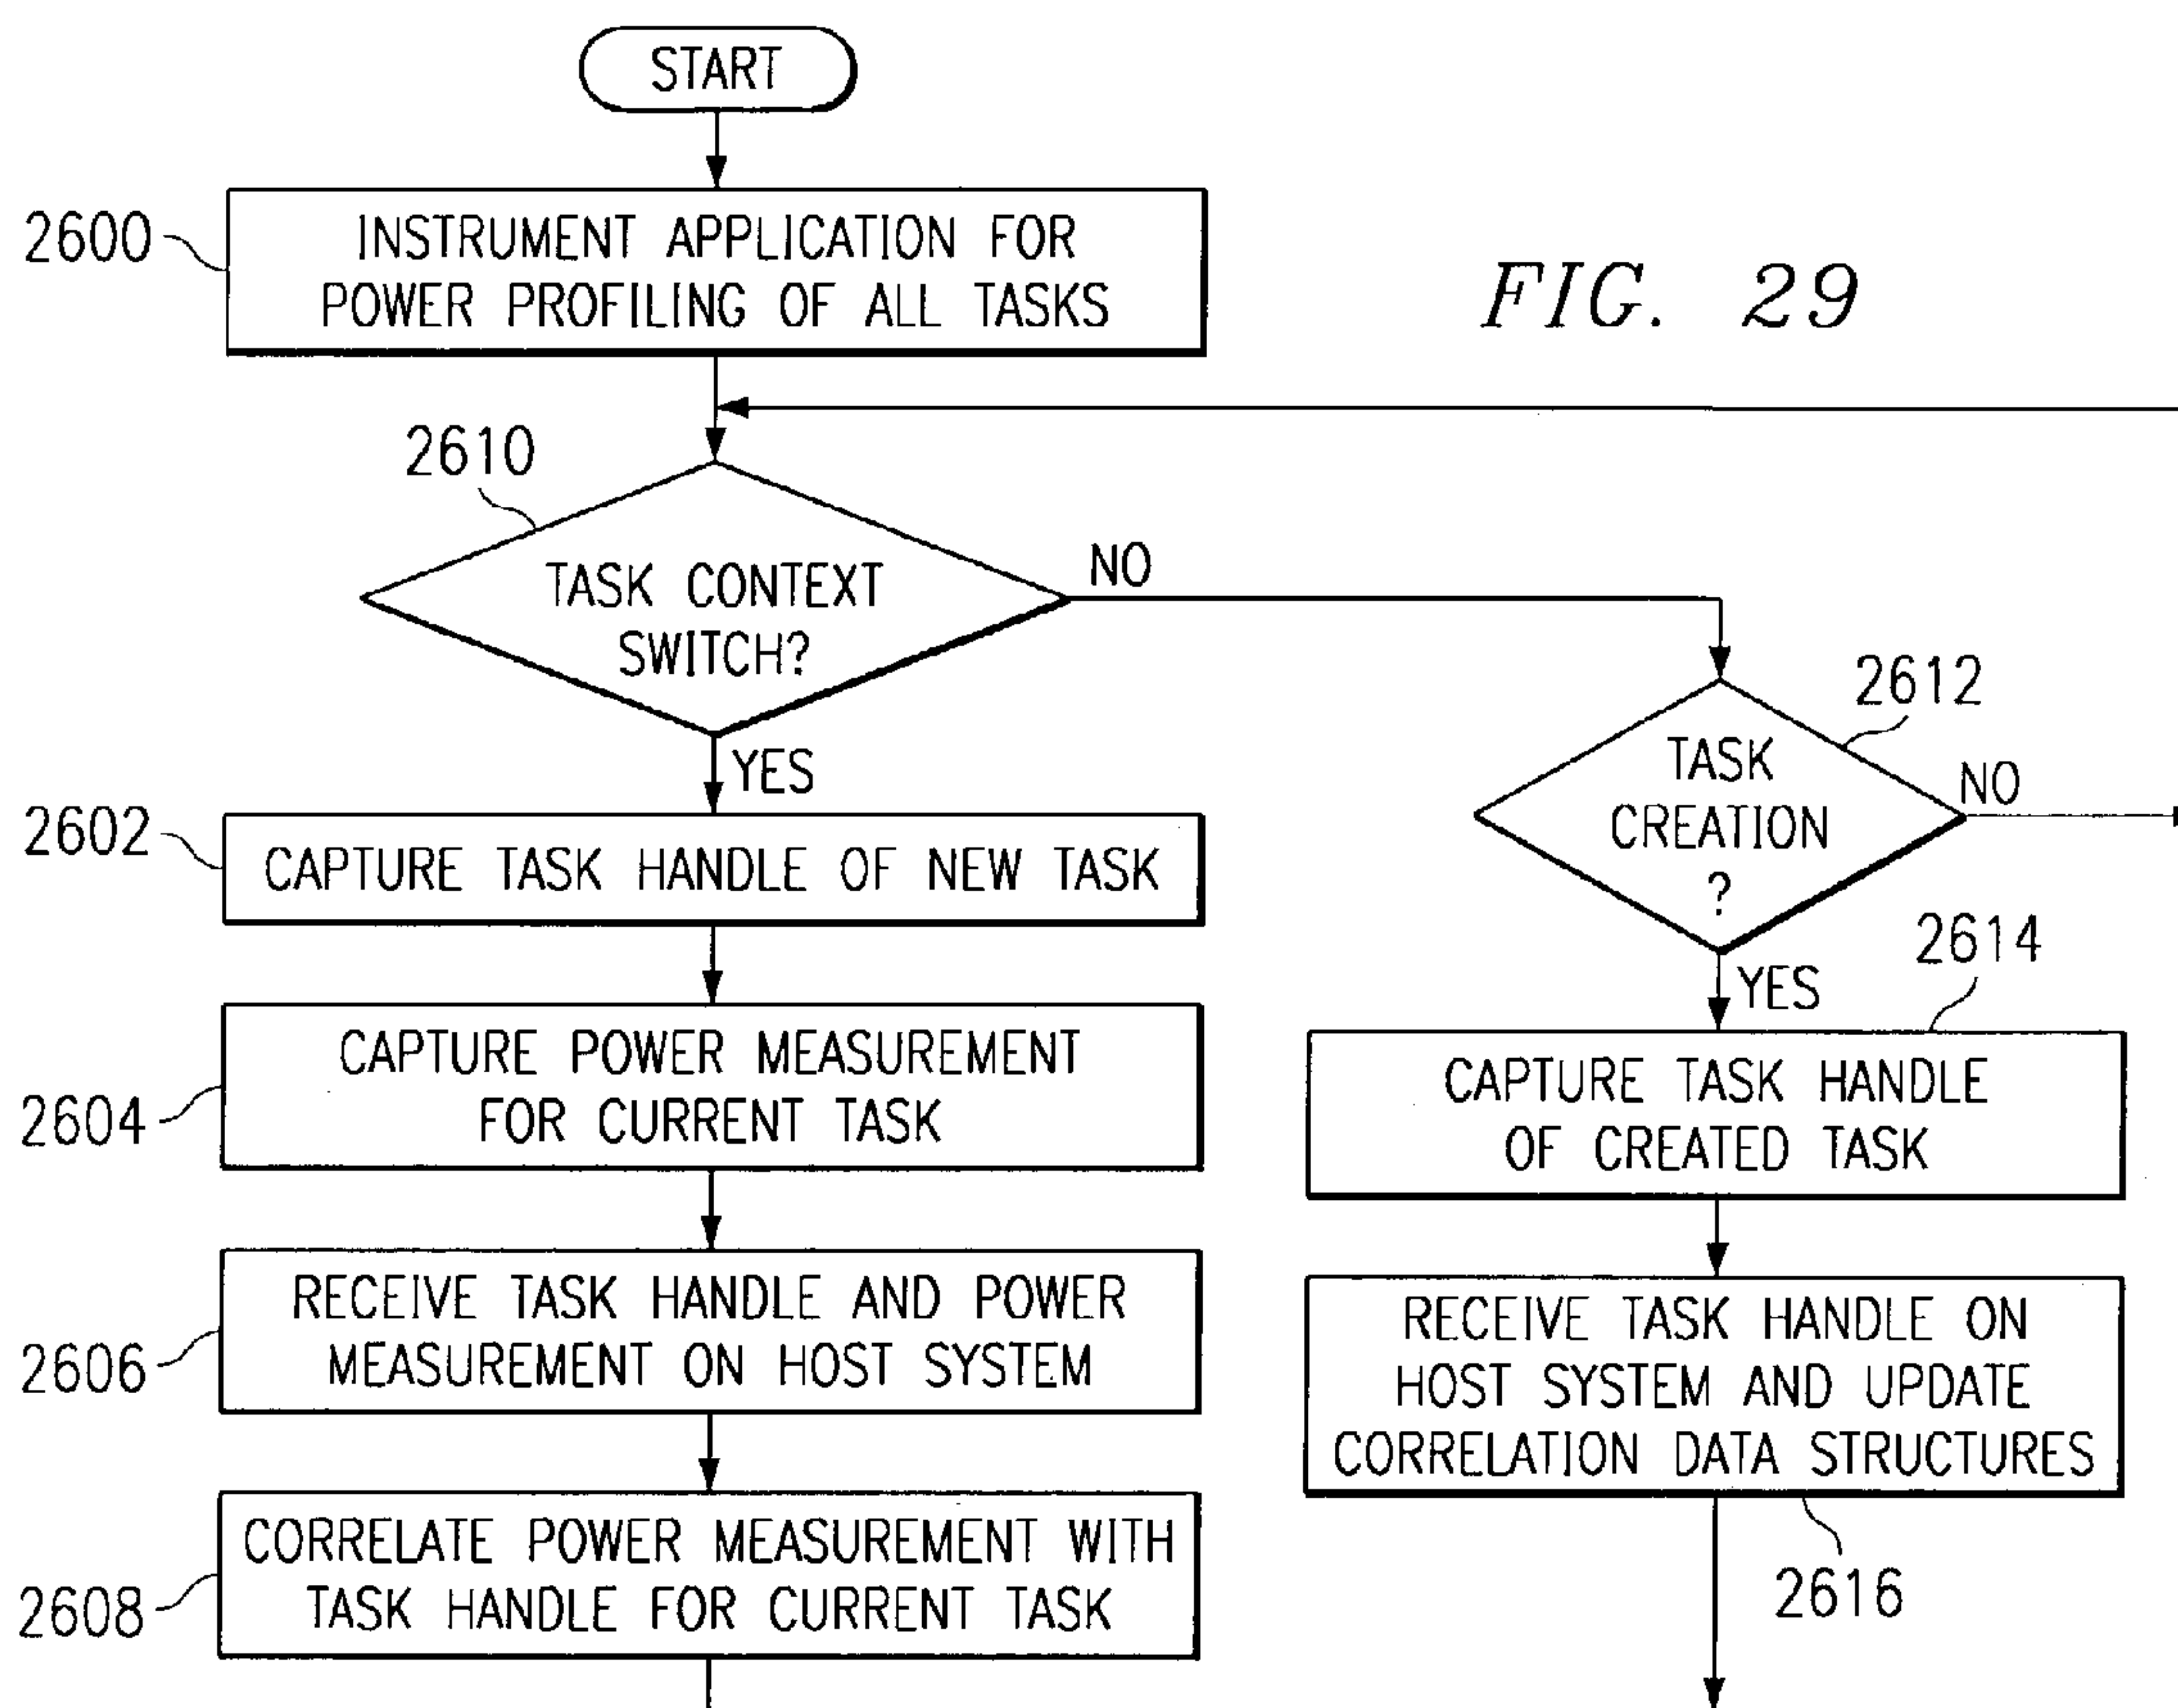 START
2600
INSTRUMENT APPLICATION FOR
POWER PROFILING OF ALL TASKS
FIG. 29
2610
TASK CONTEXT
SWITCH?
NO
YES
2612
TASK
CREATION
?
NO
YES
2602
CAPTURE TASK HANDLE OF NEW TASK
2604
CAPTURE POWER MEASUREMENT
FOR CURRENT TASK
2606
RECEIVE TASK HANDLE AND POWER
MEASUREMENT ON HOST SYSTEM
2608
CORRELATE POWER MEASUREMENT WITH
TASK HANDLE FOR CURRENT TASK
2614
CAPTURE TASK HANDLE
OF CREATED TASK
RECEIVE TASK HANDLE ON
HOST SYSTEM AND UPDATE
CORRELATION DATA STRUCTURES
2616